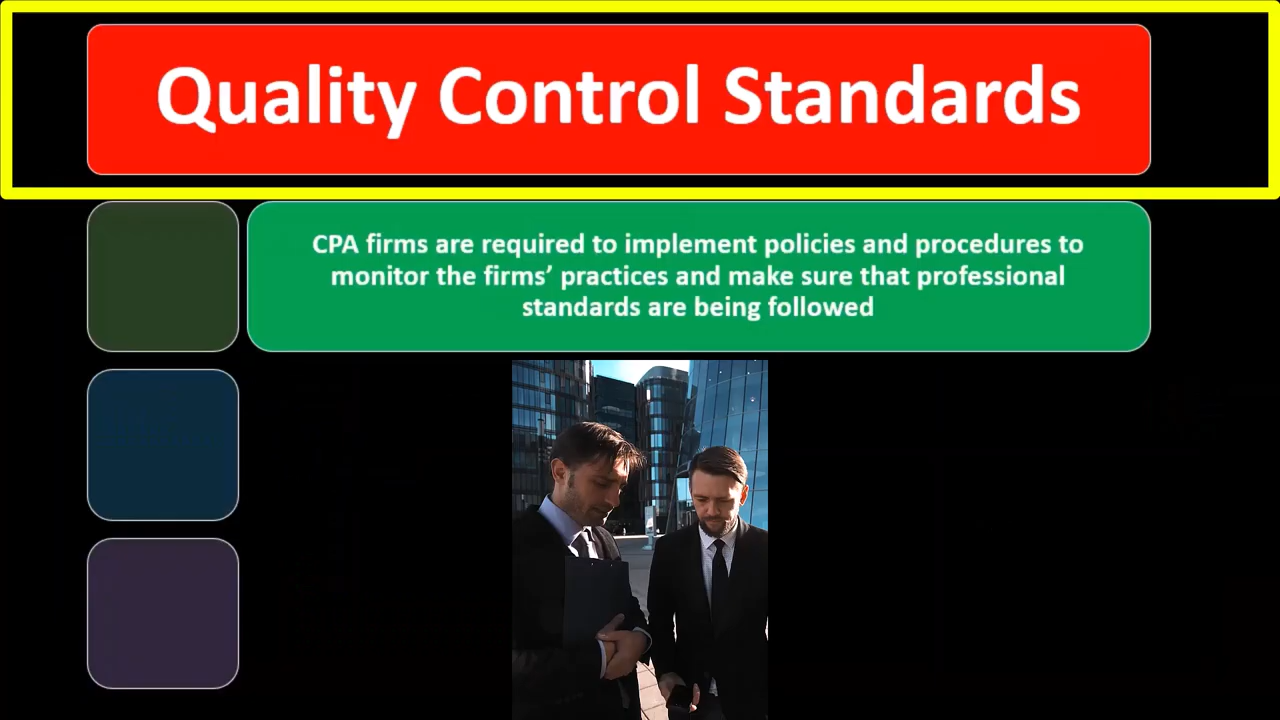 Quality Control Standards
CPA firms are required to implement policies and procedures to
monitor the firms’ practices and make sure that professional
standards are being followed